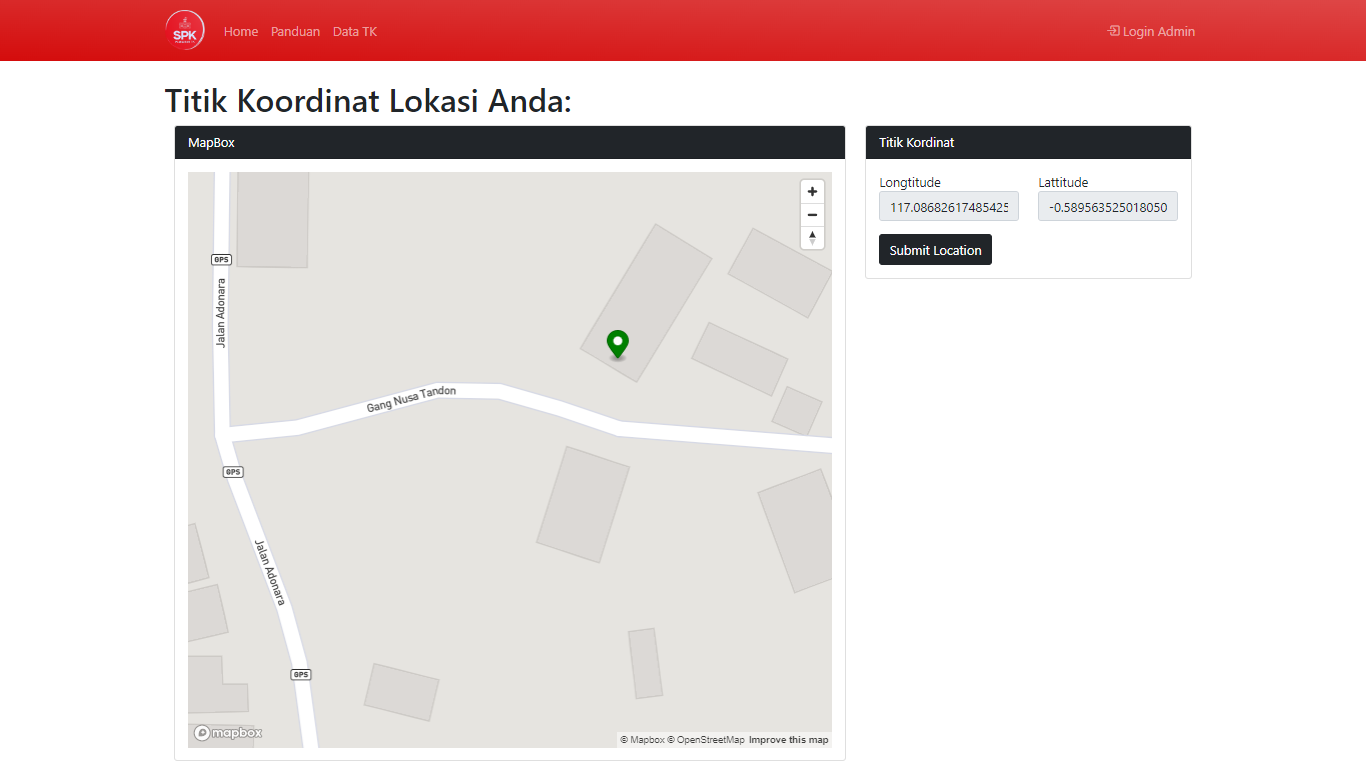 SPK
Home Panduan Data TK
Login Admin
Titik Koordinat Lokasi Anda:
MapBox
Titik Kordinat
Longtitude
Lattitude
117.08682617485425
-0.589563525018050
Submit Location
GPS
Jalan Adonara
Gang Nusa Tandon
GPS
Jalan Adonara
GPS
mapbox
© Mapbox © OpenStreetMap Improve this map